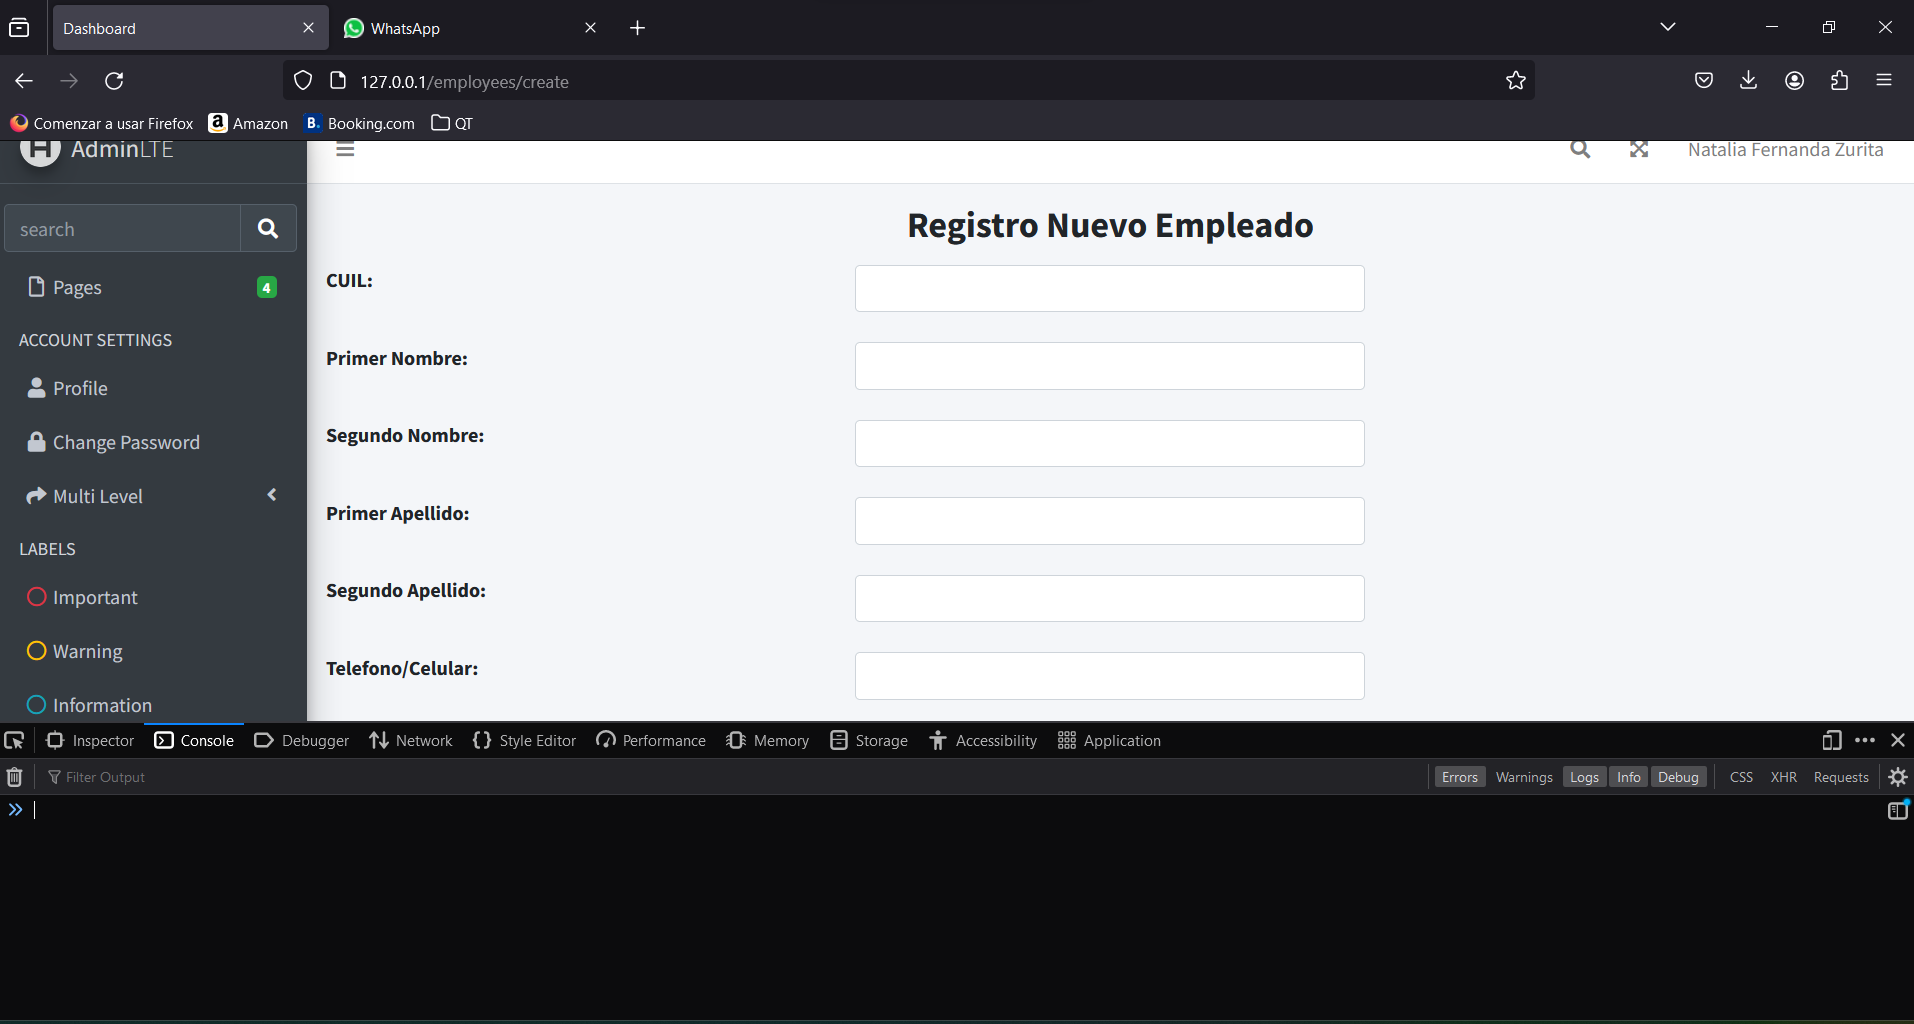 Dashboard
WhatsApp
127.0.0.1/employees/create
Comenzar a usar Firefox
Amazon
B. Booking.com
QT
AdminLTE
Natalia Fernanda Zurita
search
Pages 4
ACCOUNT SETTINGS
Profile
Change Password
Multi Level
LABELS
Important
Warning
Information
Registro Nuevo Empleado
CUIL:
Primer Nombre:
Segundo Nombre:
Primer Apellido:
Segundo Apellido:
Telefono/Celular:
Inspector Console Debugger Network Style Editor Performance Memory Storage Accessibility Application
Filter Output
Errors Warnings Logs Info Debug CSS XHR Requests